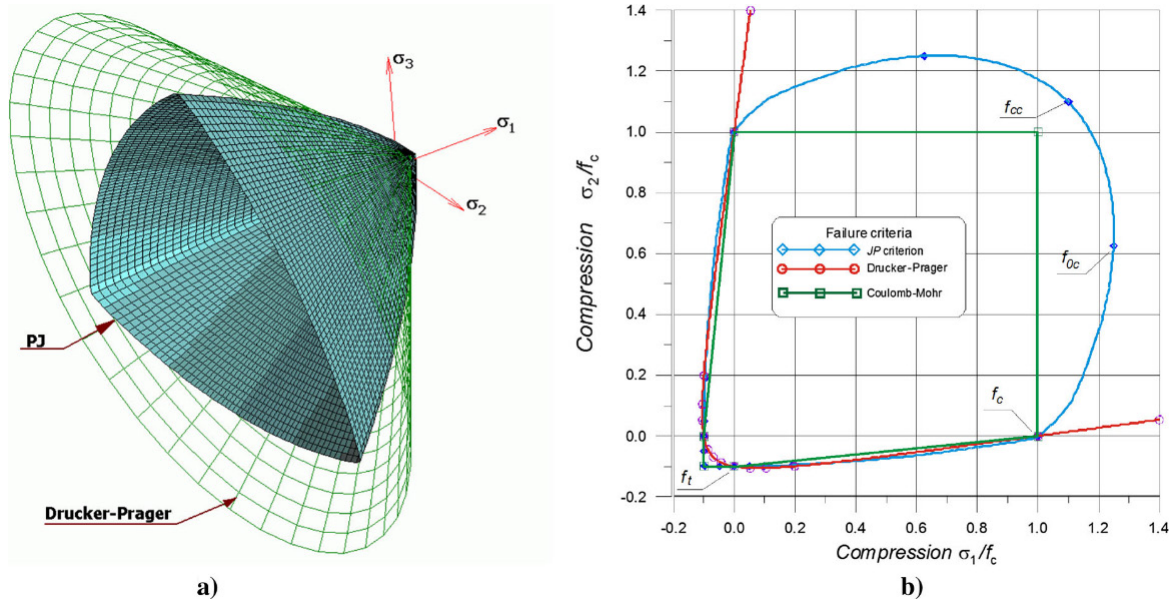 σ3
σ1
σ2
PJ
Drucker-Prager
a)
Compression σ2/fc
1.4
1.2
1.0
0.8
0.6
0.4
0.2
0.0
-0.2
fcc
Failure criteria
JP criterion
Drucker-Prager
Coulomb-Mohr
f0c
fc
ft
-0.2 0.0 0.2 0.4 0.6 0.8 1.0 1.2 1.4
Compression σ1/fc
b)